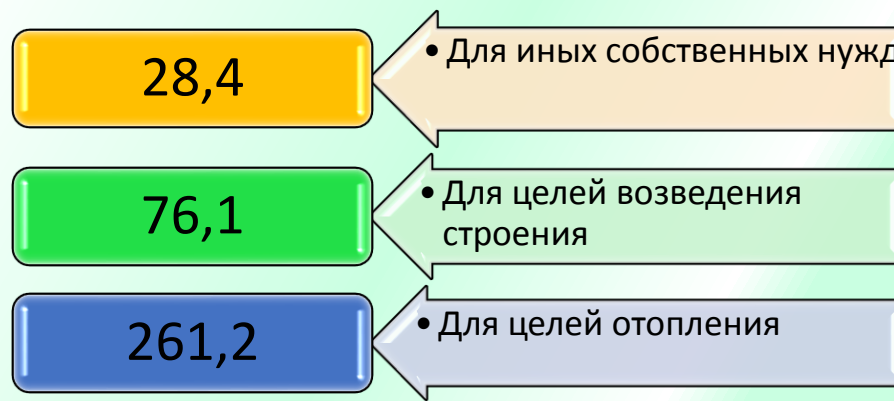 28,4
• Для иных собственных нужд
76,1
• Для целей возведения
строения
261,2
• Для целей отопления